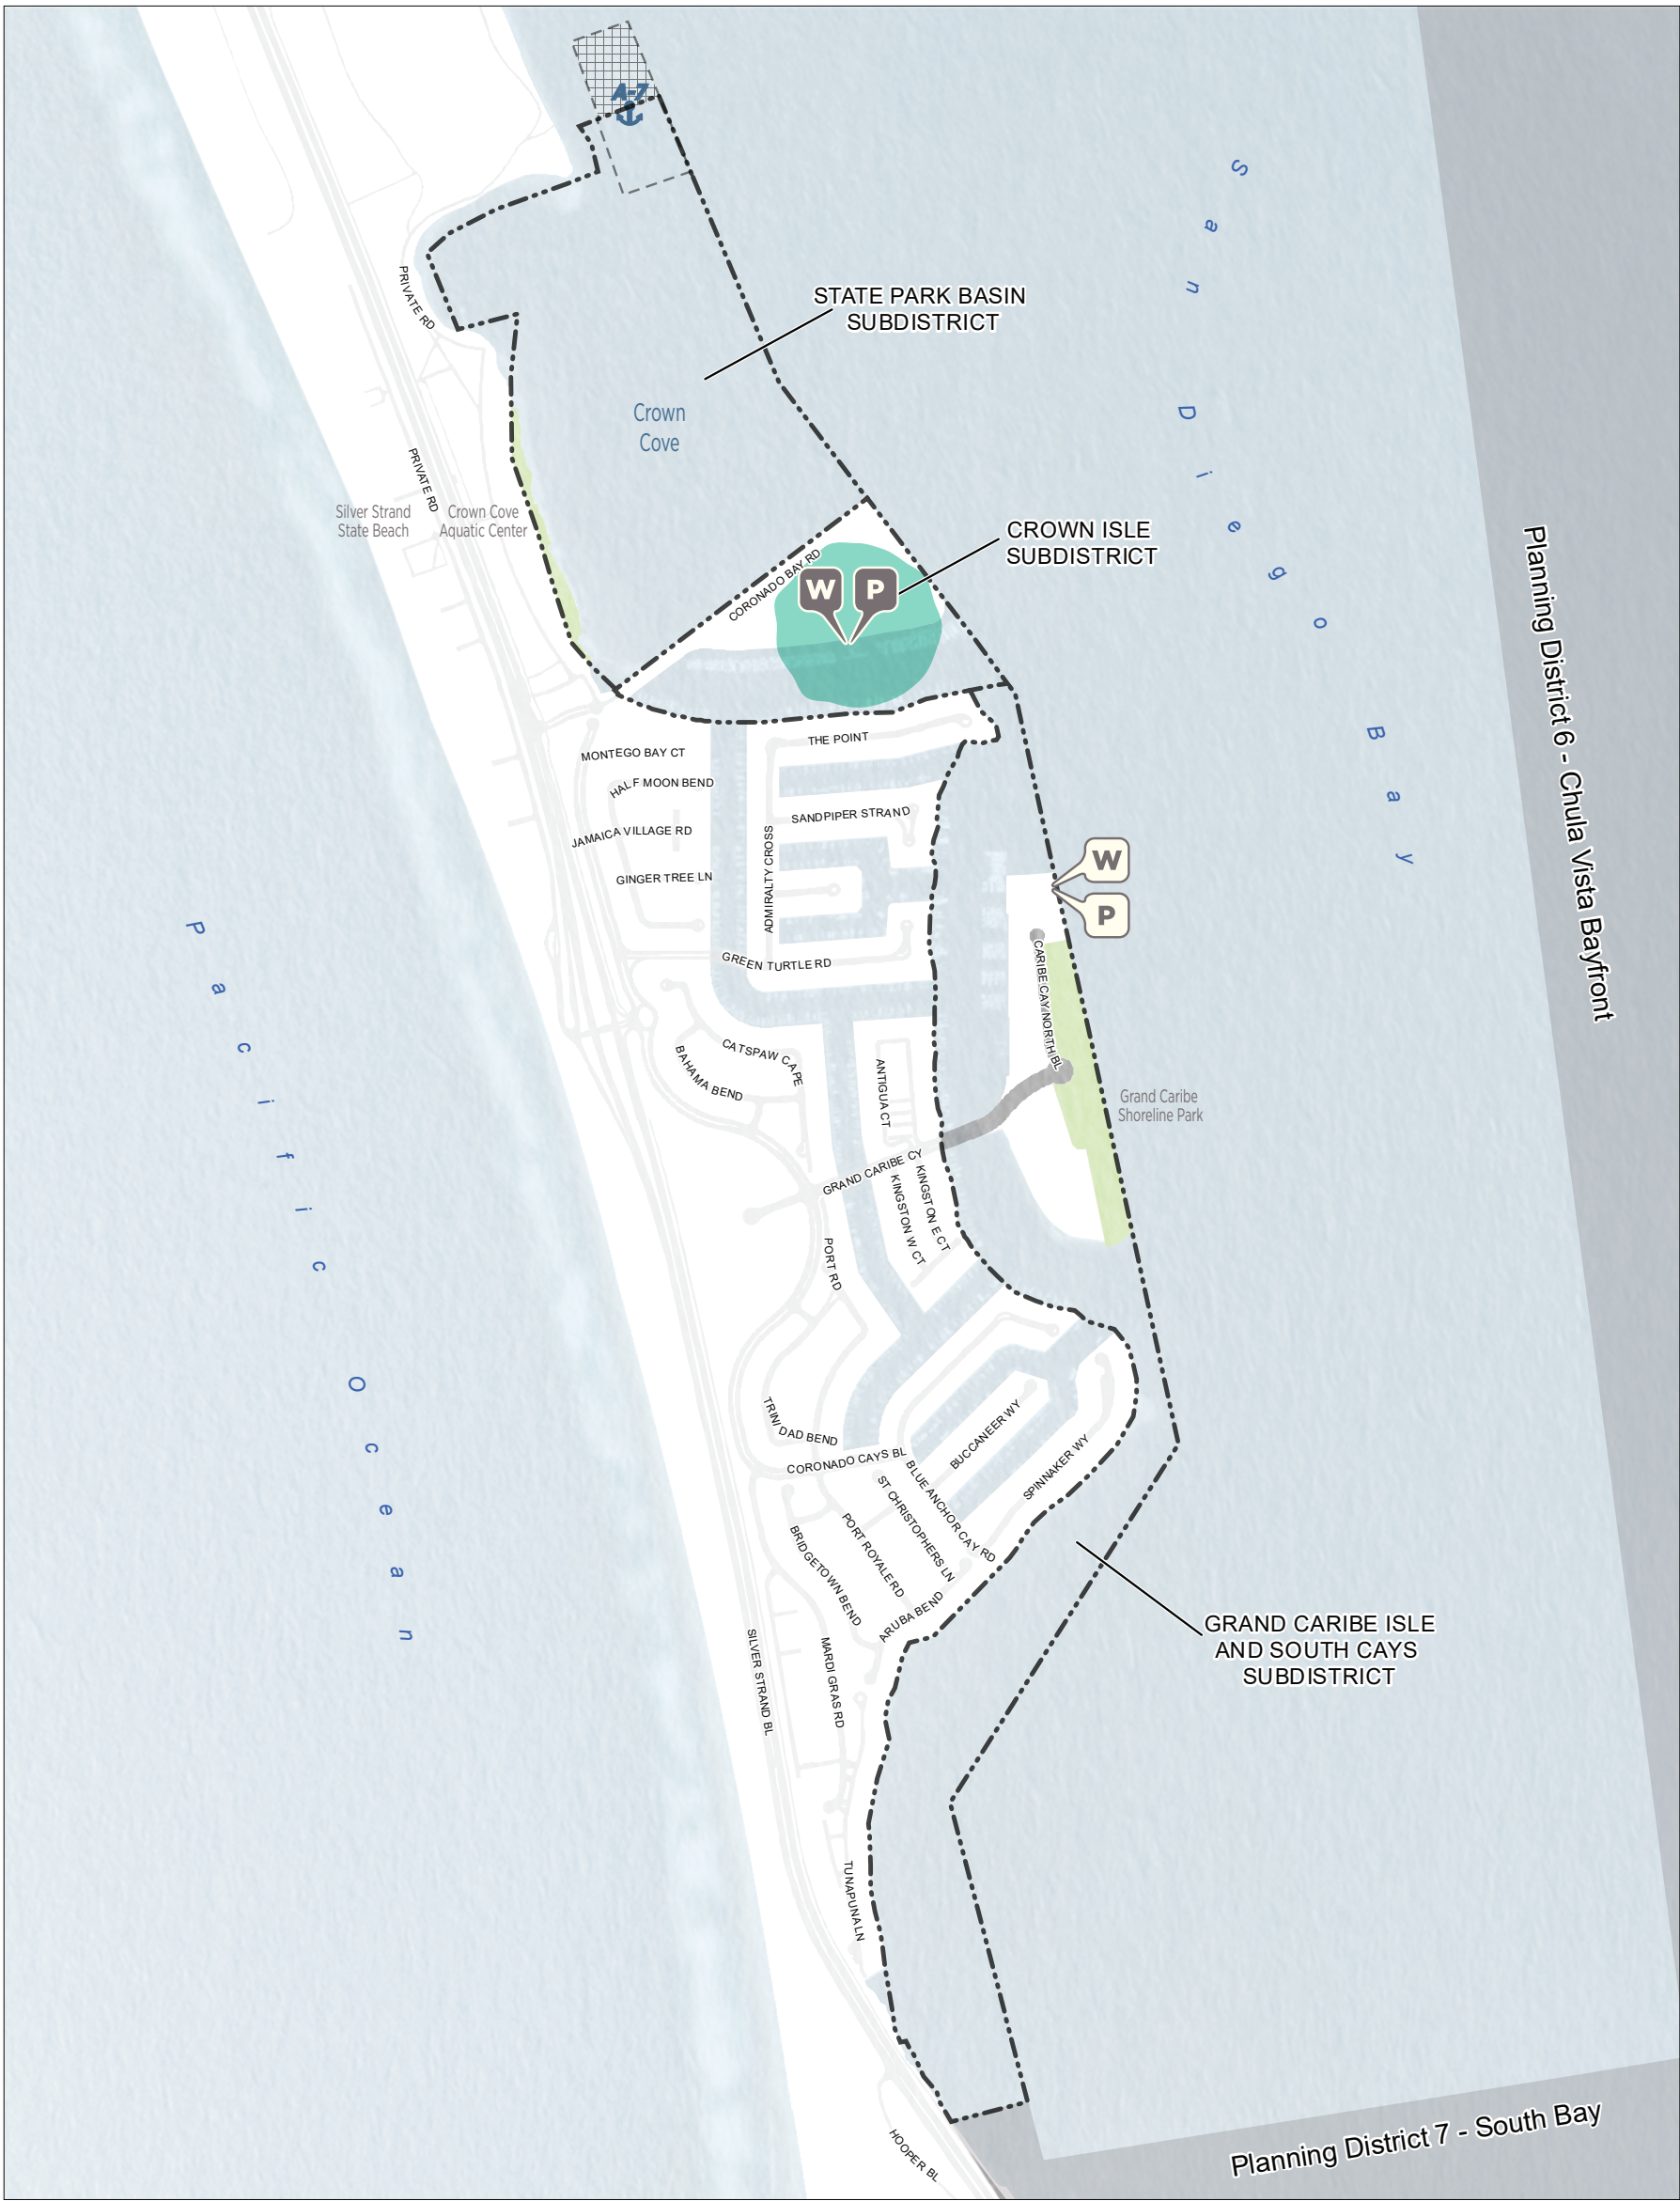 A-7
San Diego Bay
PRIVATE RD
STATE PARK BASIN
SUBDISTRICT
Crown
Cove
PRIVATE RD
Silver Strand
State Beach
Crown Cove
Aquatic Center
CROWN ISLE
SUBDISTRICT
CORONADO BAY RD
W
P
Planning District 6 - Chula Vista Bayfront
THE POINT
MONTEGO BAY CT
HALF MOON BEND
SANDPIPER STRAND
JAMAICA VILLAGE RD
ADMIRALTY CROSS
GINGER TREE LN
W
P
GREEN TURTLE RD
CARIBE CAY NORTH BL
Pacific Ocean
CATSPAW CAPE
BAHAMA BEND
ANTIGUA CT
Grand Caribe
Shoreline Park
GRAND CARIBE CY
KINGSTON E CT
KINGSTON W CT
PORT RD
TRINIDAD BEND
CORONADO CAYS BL
BUCCANEER WY
SPINNAKER WY
BLUE ANCHOR CAY RD
ST CHRISTOPHERS LN
PORT ROYALE RD
BRIDGETOWN BEND
ARUBA BEND
GRAND CARIBE ISLE
AND SOUTH CAYS
SUBDISTRICT
SILVER STRAND BL
MARDI GRAS RD
TUNAPUNA LN
HOOPER BL
Planning District 7 - South Bay